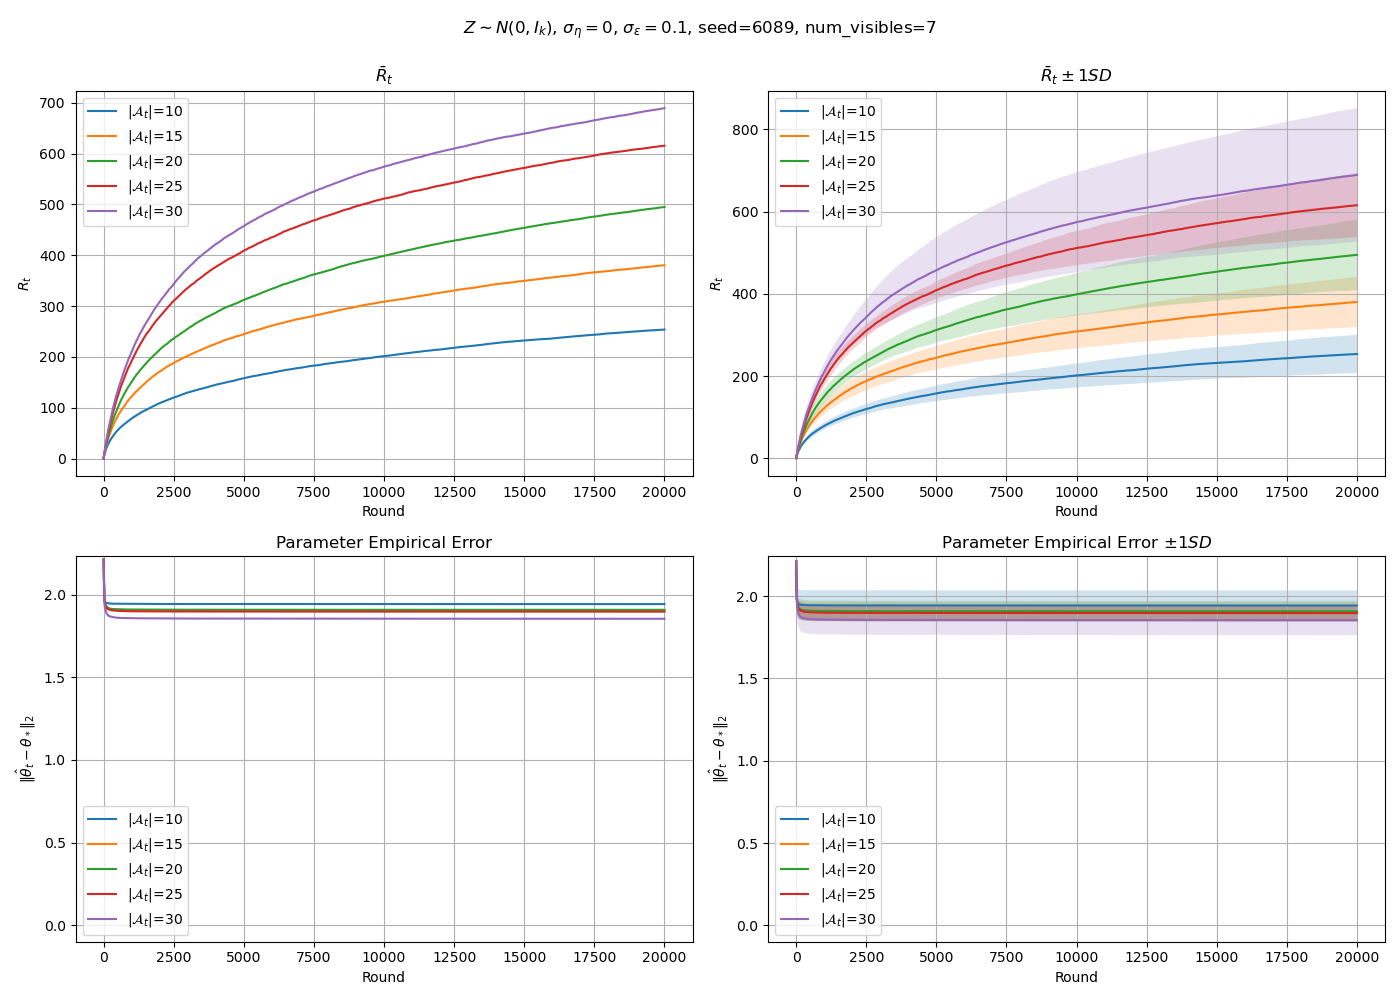 Z ∼ N(0, I_k), σ_η = 0, σ_ε = 0.1, seed=6089, num_visibles=7
R̄_t
R_t
700
600
500
400
300
200
100
0
|𝒜_t|=10
|𝒜_t|=15
|𝒜_t|=20
|𝒜_t|=25
|𝒜_t|=30
0 2500 5000 7500 10000 12500 15000 17500 20000
Round
R̄_t ± 1SD
R_t
800
600
400
200
0
|𝒜_t|=10
|𝒜_t|=15
|𝒜_t|=20
|𝒜_t|=25
|𝒜_t|=30
0 2500 5000 7500 10000 12500 15000 17500 20000
Round
Parameter Empirical Error
‖θ̂_t − θ_*‖_2
2.0
1.5
1.0
0.5
0.0
|𝒜_t|=10
|𝒜_t|=15
|𝒜_t|=20
|𝒜_t|=25
|𝒜_t|=30
0 2500 5000 7500 10000 12500 15000 17500 20000
Round
Parameter Empirical Error ±1SD
‖θ̂_t − θ_*‖_2
2.0
1.5
1.0
0.5
0.0
|𝒜_t|=10
|𝒜_t|=15
|𝒜_t|=20
|𝒜_t|=25
|𝒜_t|=30
0 2500 5000 7500 10000 12500 15000 17500 20000
Round